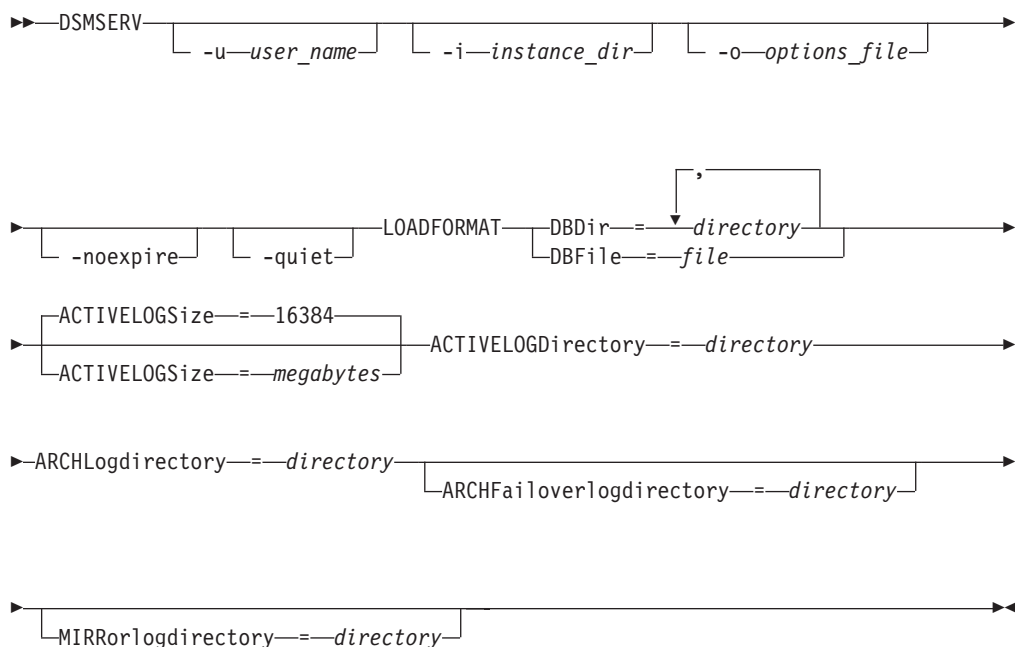 DSMSERV
-u user_name -i instance_dir -o options_file
,
-noexpire -quiet LOADFORMAT DBDir = directory
DBFile = file
ACTIVELOGSize = 16384
ACTIVELOGDirectory = directory
ACTIVELOGSize = megabytes
ARCHLogdirectory = directory
ARCHFailoverlogdirectory = directory
MIRRorlogdirectory = directory